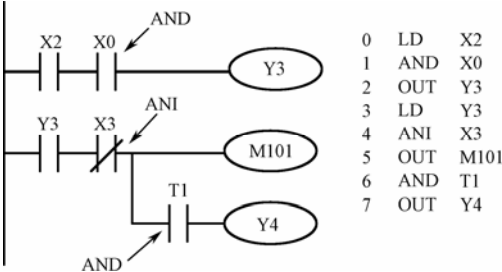 AND
X2 X0
Y3
ANI
Y3 X3
M101
T1
Y4
AND
0 LD X2
1 AND X0
2 OUT Y3
3 LD Y3
4 ANI X3
5 OUT M101
6 AND T1
7 OUT Y4